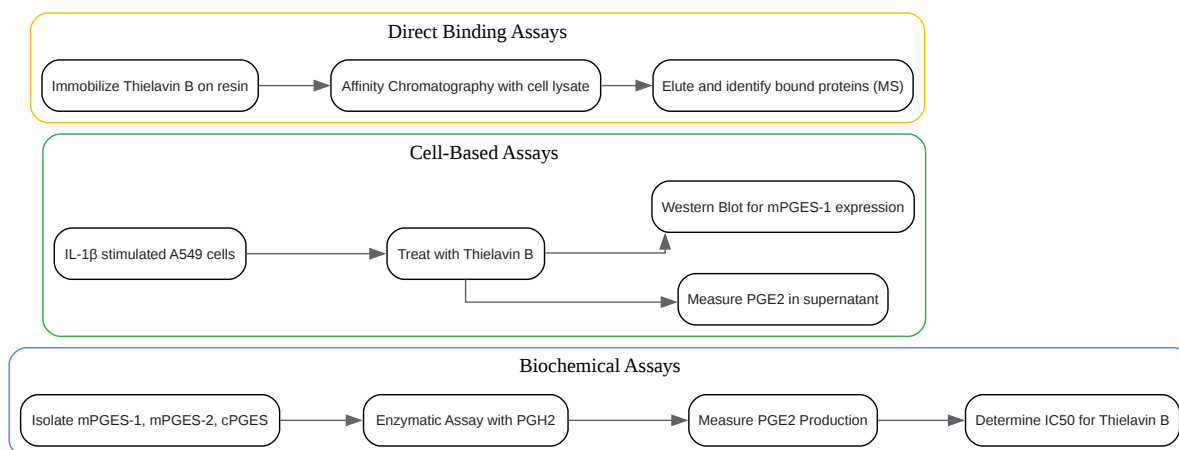 Direct Binding Assays
Immobilize Thielavin B on resin
Affinity Chromatography with cell lysate
Elute and identify bound proteins (MS)
Cell-Based Assays
Western Blot for mPGES-1 expression
IL-1β stimulated A549 cells
Treat with Thielavin B
Measure PGE2 in supernatant
Biochemical Assays
Isolate mPGES-1, mPGES-2, cPGES
Enzymatic Assay with PGH2
Measure PGE2 Production
Determine IC50 for Thielavin B